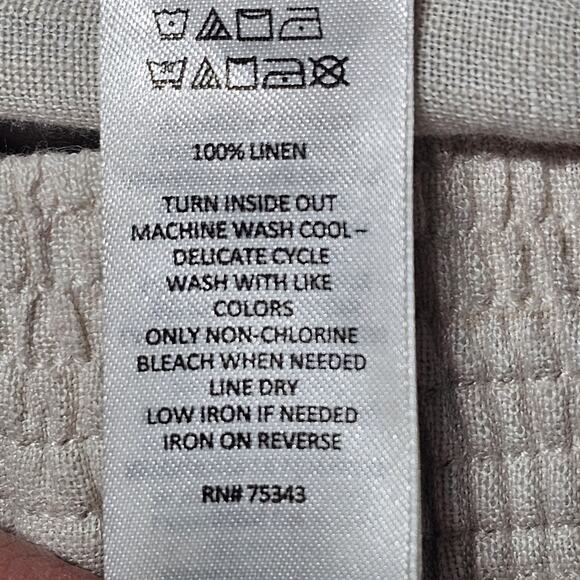 100% LINEN
TURN INSIDE OUT
MACHINE WASH COOL –
DELICATE CYCLE
WASH WITH LIKE
COLORS
ONLY NON-CHLORINE
BLEACH WHEN NEEDED
LINE DRY
LOW IRON IF NEEDED
IRON ON REVERSE
RN# 75343